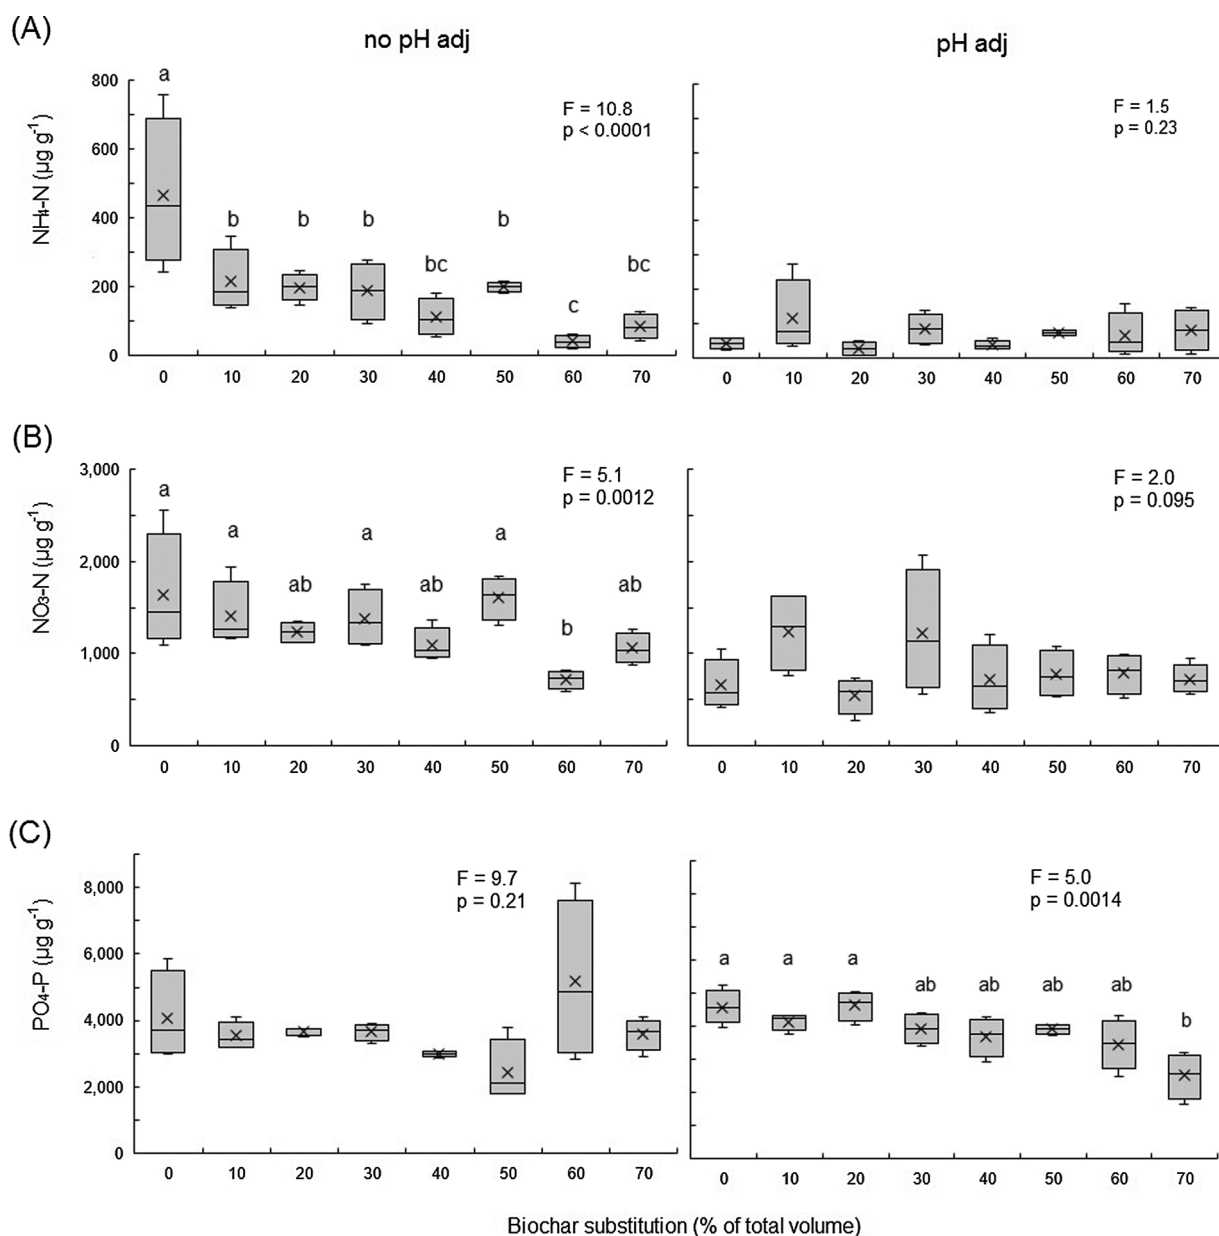 (A)
no pH adj
pH adj
NH₄-N (µg g⁻¹)
800
600
400
200
0
a
b
b
b
bc
b
c
bc
F = 10.8
p < 0.0001
F = 1.5
p = 0.23
0 10 20 30 40 50 60 70
0 10 20 30 40 50 60 70
(B)
NO₃-N (µg g⁻¹)
3,000
2,000
1,000
0
a
a
ab
a
ab
a
b
ab
F = 5.1
p = 0.0012
F = 2.0
p = 0.095
0 10 20 30 40 50 60 70
0 10 20 30 40 50 60 70
(C)
PO₄-P (µg g⁻¹)
8,000
6,000
4,000
2,000
0
F = 9.7
p = 0.21
F = 5.0
p = 0.0014
a
a
a
ab
ab
ab
ab
b
0 10 20 30 40 50 60 70
0 10 20 30 40 50 60 70
Biochar substitution (% of total volume)